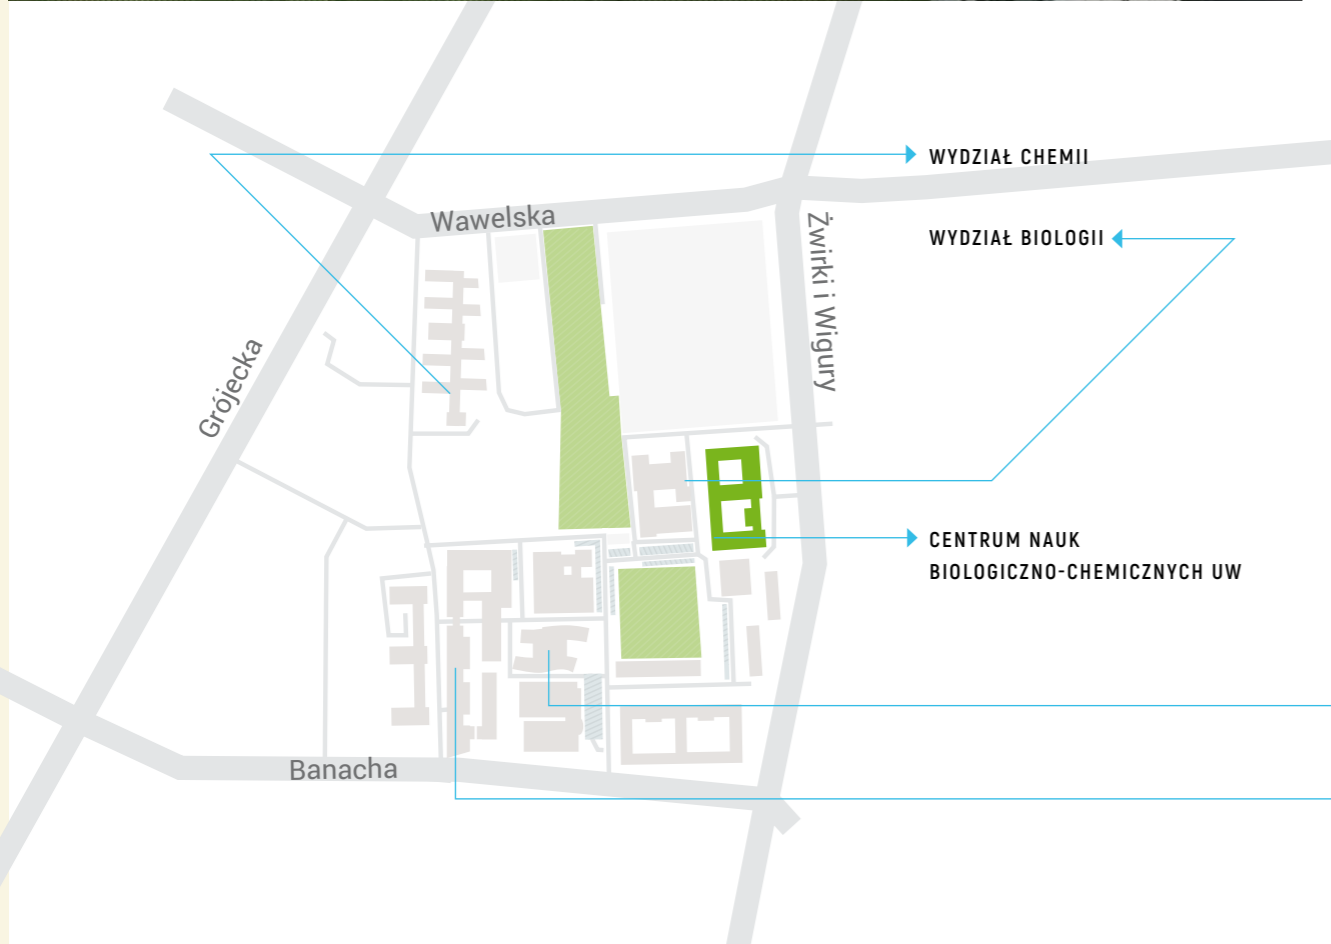 WYDZIAŁ CHEMII
Wawelska
Żwirki i Wigury
WYDZIAŁ BIOLOGII
Grójecka
CENTRUM NAUK
BIOLOGICZNO-CHEMICZNYCH UW
Banacha